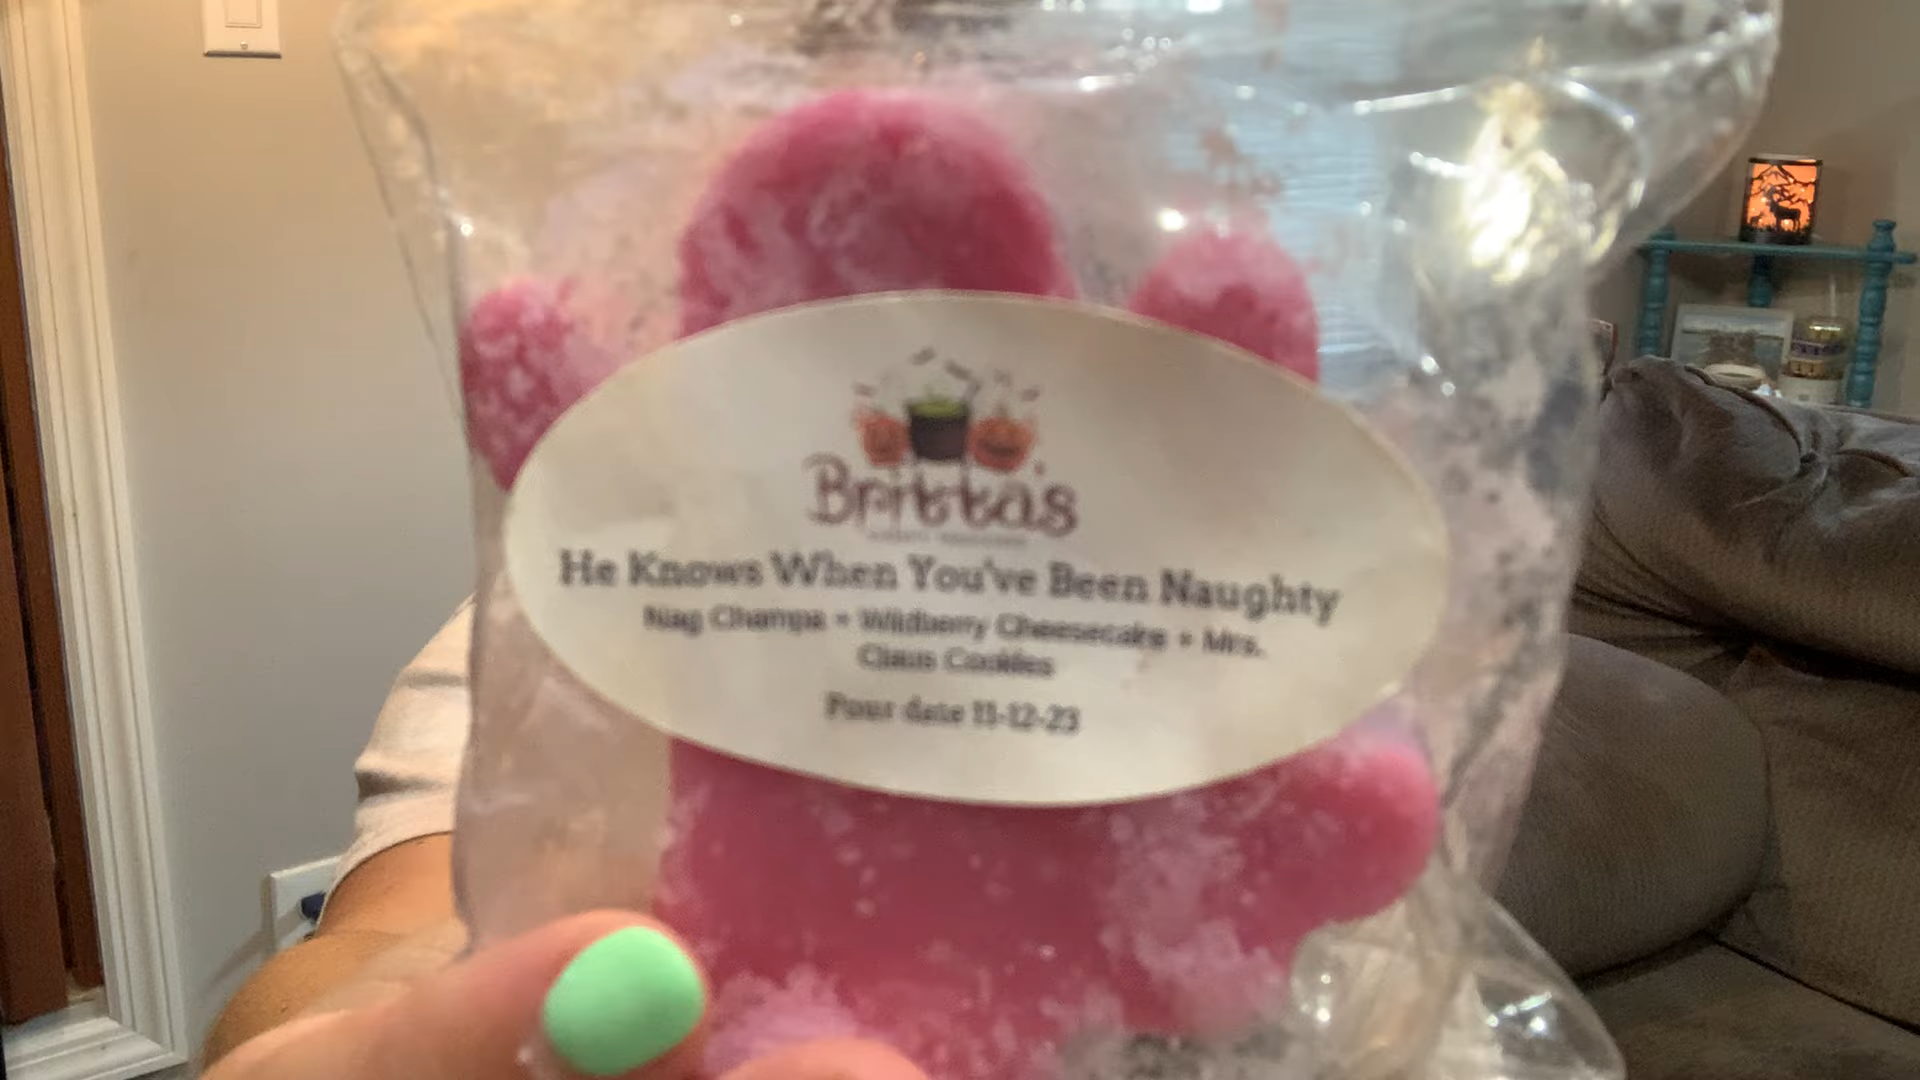 Britta's
He Knows When You've Been Naughty
Nag Champa • Wildberry Cheesecake • Mrs.
Claus Cookies
Pour date 11-12-23